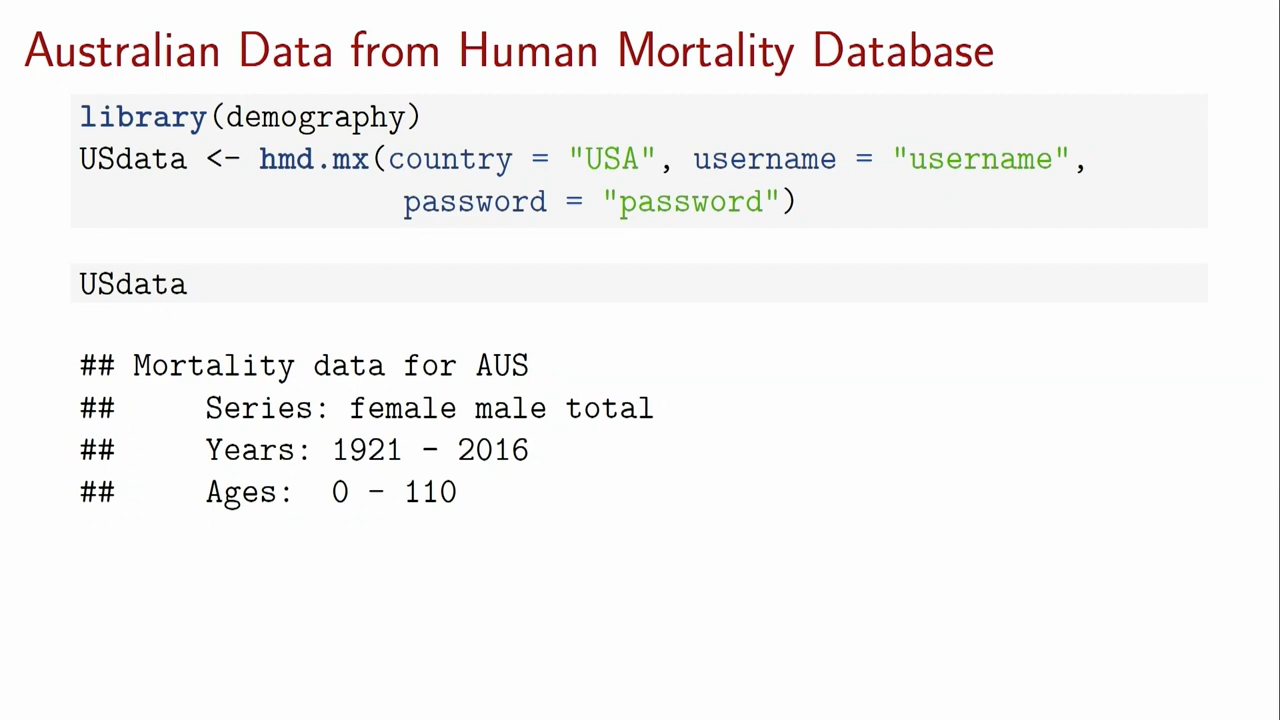 Australian Data from Human Mortality Database
library(demography)
USdata <- hmd.mx(country = "USA", username = "username",
password = "password")
USdata
## Mortality data for AUS
## Series: female male total
## Years: 1921 - 2016
## Ages: 0 - 110